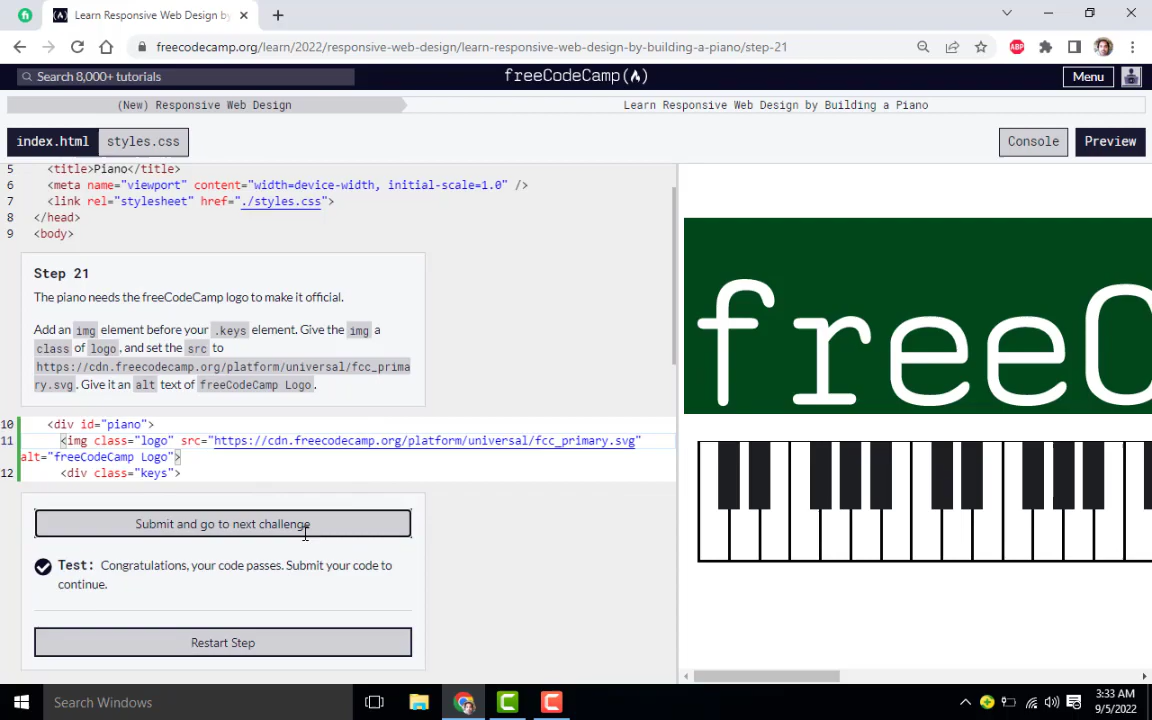 Learn Responsive Web Design by
freecodecamp.org/learn/2022/responsive-web-design/learn-responsive-web-design-by-building-a-piano/step-21
ABP
Search 8,000+ tutorials
freeCodeCamp
Menu
(New) Responsive Web Design
Learn Responsive Web Design by Building a Piano
index.html
styles.css
Console
Preview
5 <title>Piano</title>
6 <meta name="viewport" content="width=device-width, initial-scale=1.0" />
7 <link rel="stylesheet" href="./styles.css">
8 </head>
9 <body>
Step 21
The piano needs the freeCodeCamp logo to make it official.
Add an img element before your .keys element. Give the img a
class of logo, and set the src to
https://cdn.freecodecamp.org/platform/universal/fcc_prima
ry.svg. Give it an alt text of freeCodeCamp Logo.
10 <div id="piano">
11 <img class="logo" src="https://cdn.freecodecamp.org/platform/universal/fcc_primary.svg"
alt="freeCodeCamp Logo">
12 <div class="keys">
Submit and go to next challenge
Test: Congratulations, your code passes. Submit your code to
continue.
Restart Step
freeC
Search Windows
3:33 AM
9/5/2022